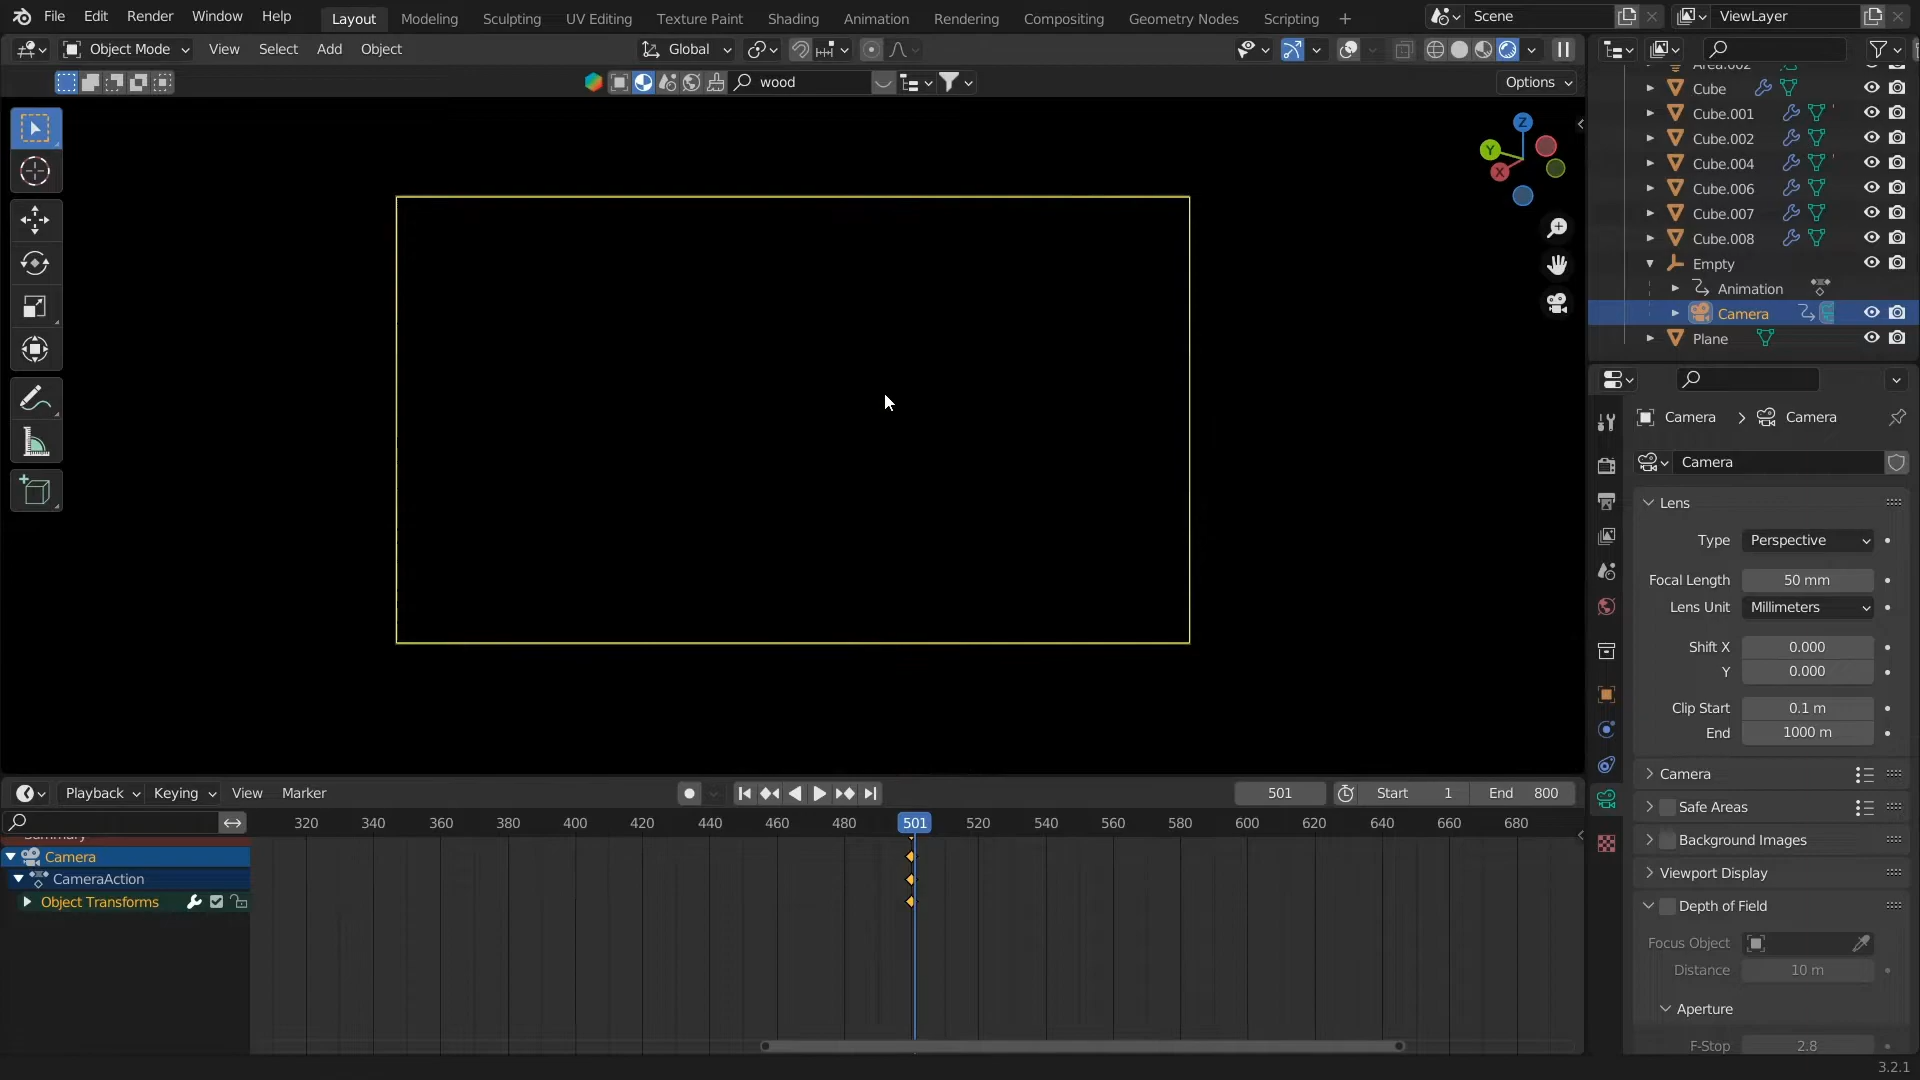 File Edit Render Window Help Layout Modeling Sculpting UV Editing Texture Paint Shading Animation Rendering Compositing Geometry Nodes Scripting + Scene ViewLayer
Object Mode View Select Add Object Global
wood Options
Z
Y
X
Cube
Cube.001
Cube.002
Cube.004
Cube.006
Cube.007
Cube.008
Empty
Animation
Camera
Plane
Camera > Camera
Camera
Lens
Type Perspective
Focal Length 50 mm
Lens Unit Millimeters
Shift X 0.000
Y 0.000
Clip Start 0.1 m
End 1000 m
Camera
Safe Areas
Background Images
Viewport Display
Depth of Field
Focus Object
Distance 10 m
Aperture
F-Stop 2.8
Playback Keying View Marker 501 Start 1 End 800
320 340 360 380 400 420 440 460 480 501 520 540 560 580 600 620 640 660 680
Camera
CameraAction
Object Transforms
3.2.1